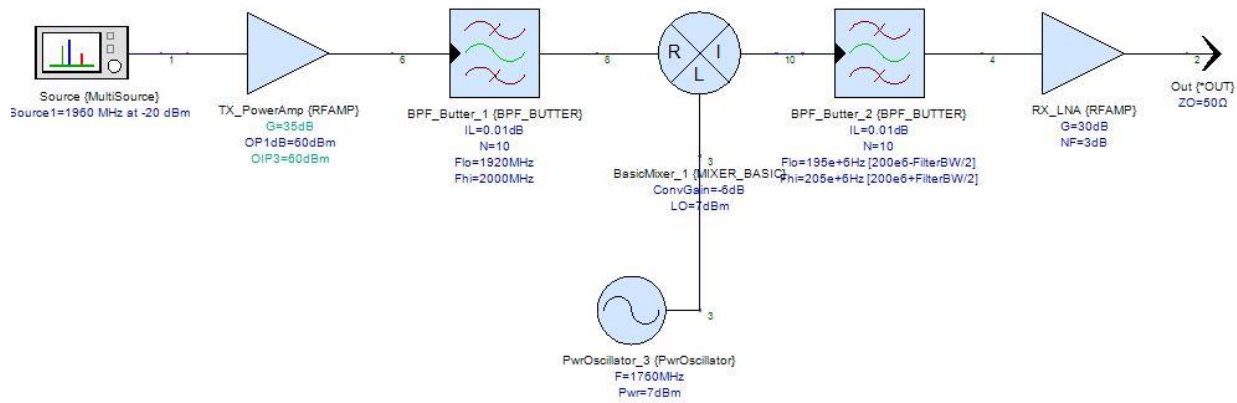 1
6
8
10
4
2
R
I
L
Source {MultiSource}
Source1=1960 MHz at -20 dBm
TX_PowerAmp {RFAMP}
G=35dB
OP1dB=60dBm
OIP3=60dBm
BPF_Butter_1 {BPF_BUTTER}
IL=0.01dB
N=10
Flo=1920MHz
Fhi=2000MHz
3
BasicMixer_1 {MIXER_BASIC}
ConvGain=-6dB
LO=7dBm
BPF_Butter_2 {BPF_BUTTER}
IL=0.01dB
N=10
Flo=195e+6Hz [200e6-FilterBW/2]
Fhi=205e+6Hz [200e6+FilterBW/2]
RX_LNA {RFAMP}
G=30dB
NF=3dB
Out {*OUT}
ZO=50Ω
3
PwrOscillator_3 {PwrOscillator}
F=1760MHz
Pwr=7dBm